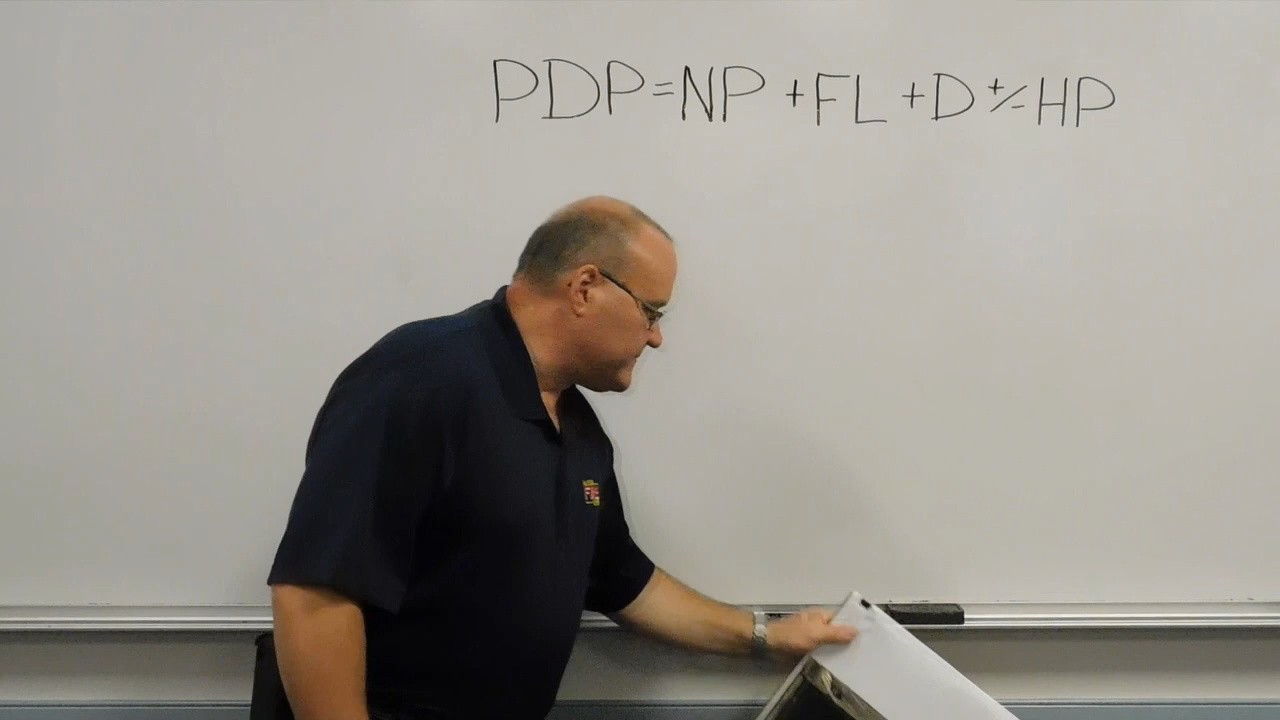 PDP=NP +FL +D +/- HP